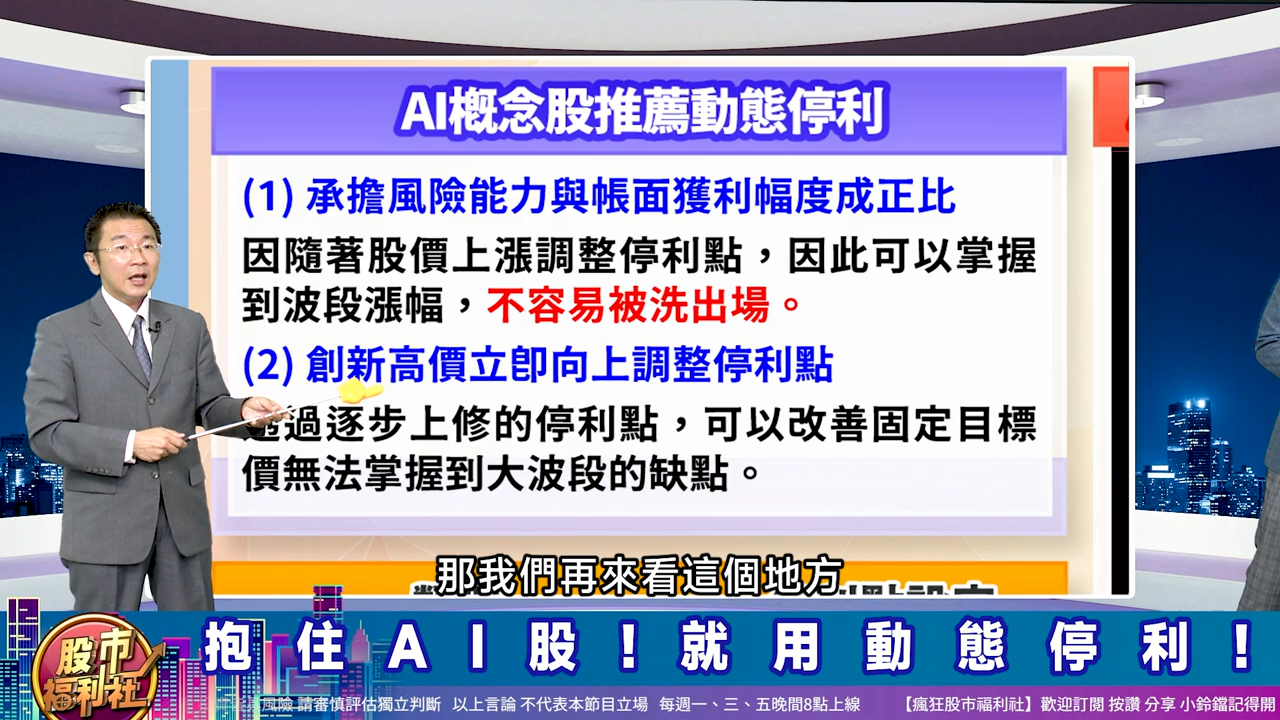 AI概念股推薦動態停利
(1) 承擔風險能力與帳面獲利幅度成正比
因隨著股價上漲調整停利點，因此可以掌握
到波段漲幅，不容易被洗出場。
(2) 創新高價立即向上調整停利點
過逐步上修的停利點，可以改善固定目標
價無法掌握到大波段的缺點。
那我們再來看這個地方
抱住AI股！就用動態停利！
股市
福利社
風險 請審慎評估獨立判斷 以上言論 不代表本節目立場 每週一、三、五晚間8點上線 【瘋狂股市福利社】歡迎訂閱 按讚 分享 小鈴鐺記得開